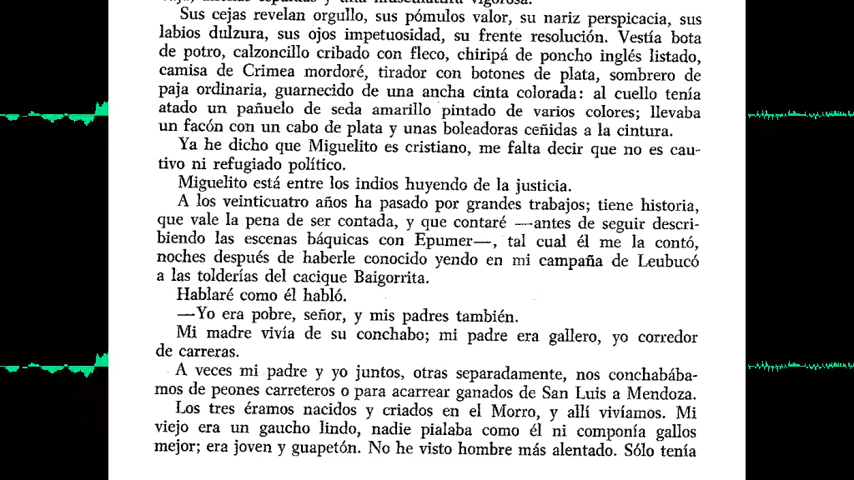 Sus cejas revelan orgullo, sus pómulos valor, su nariz perspicacia, sus
labios dulzura, sus ojos impetuosidad, su frente resolución. Vestía bota
de potro, calzoncillo cribado con fleco, chiripá de poncho inglés listado,
camisa de Crimea mordoré, tirador con botones de plata, sombrero de
paja ordinaria, guarnecido de una ancha cinta colorada: al cuello tenía
atado un pañuelo de seda amarillo pintado de varios colores; llevaba
un facón con un cabo de plata y unas boleadoras ceñidas a la cintura.
Ya he dicho que Miguelito es cristiano, me falta decir que no es cau-
tivo ni refugiado político.
Miguelito está entre los indios huyendo de la justicia.
A los veinticuatro años ha pasado por grandes trabajos; tiene historia,
que vale la pena de ser contada, y que contaré —antes de seguir descri-
biendo las escenas báquicas con Epumer—, tal cual él me la contó,
noches después de haberle conocido yendo en mi campaña de Leubucó
a las tolderías del cacique Baigorrita.
Hablaré como él habló.
—Yo era pobre, señor, y mis padres también.
Mi madre vivía de su conchabo; mi padre era gallero, yo corredor
de carreras.
A veces mi padre y yo juntos, otras separadamente, nos conchabába-
mos de peones carreteros o para acarrear ganados de San Luis a Mendoza.
Los tres éramos nacidos y criados en el Morro, y allí vivíamos. Mi
viejo era un gaucho lindo, nadie pialaba como él ni componía gallos
mejor; era joven y guapetón. No he visto hombre más alentado. Sólo tenía